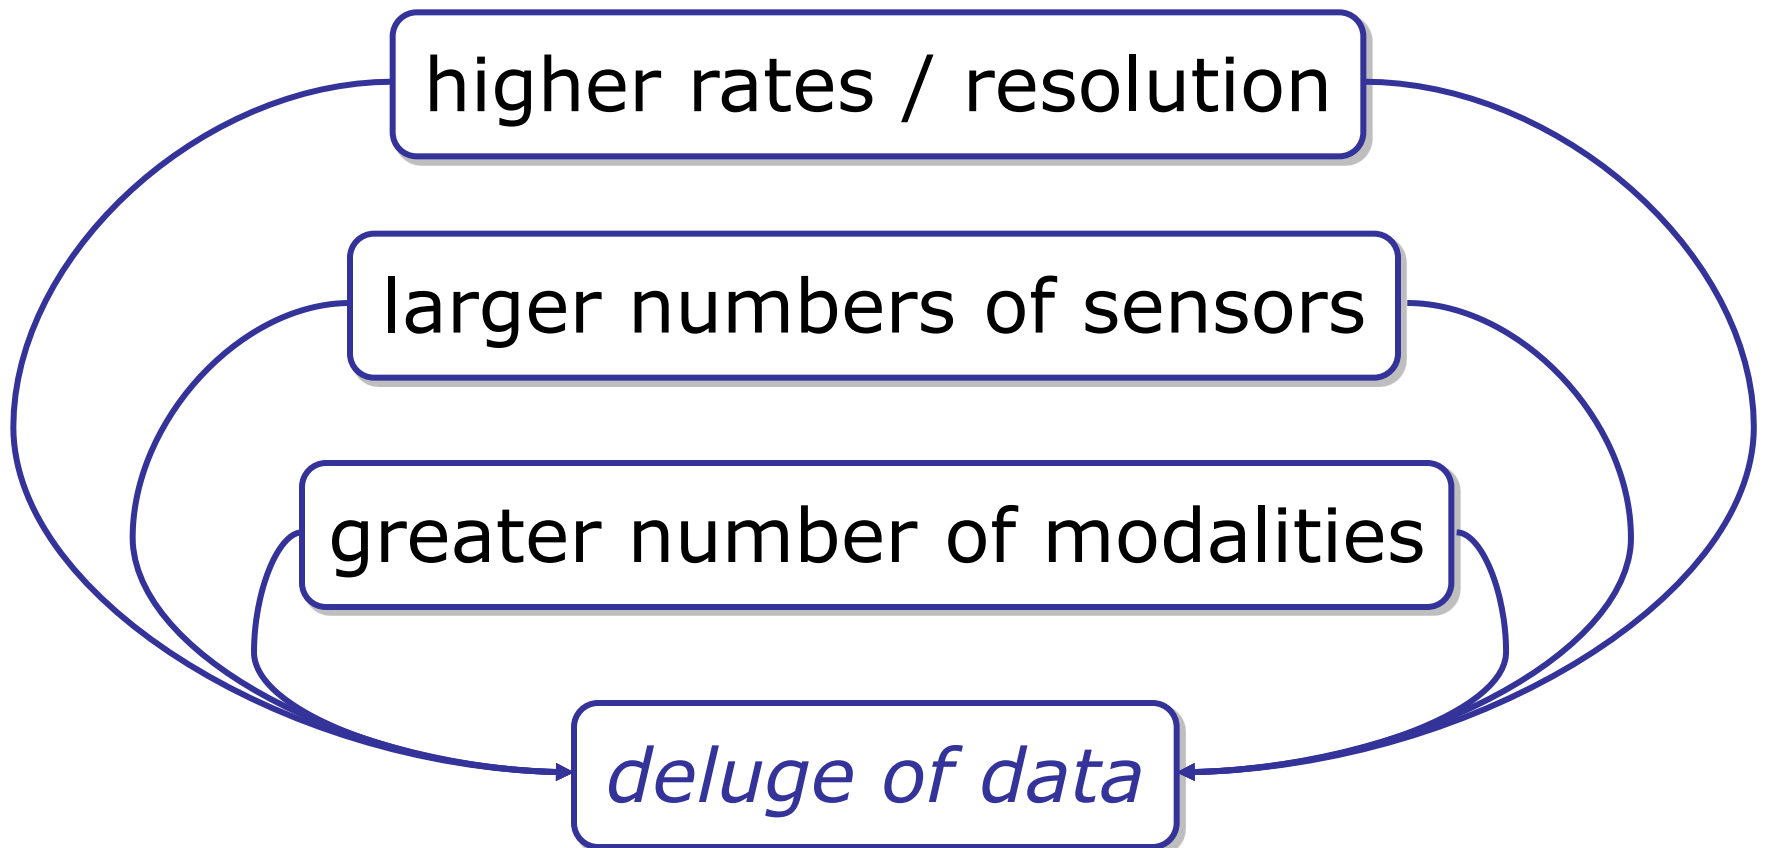 higher rates / resolution
larger numbers of sensors
greater number of modalities
deluge of data